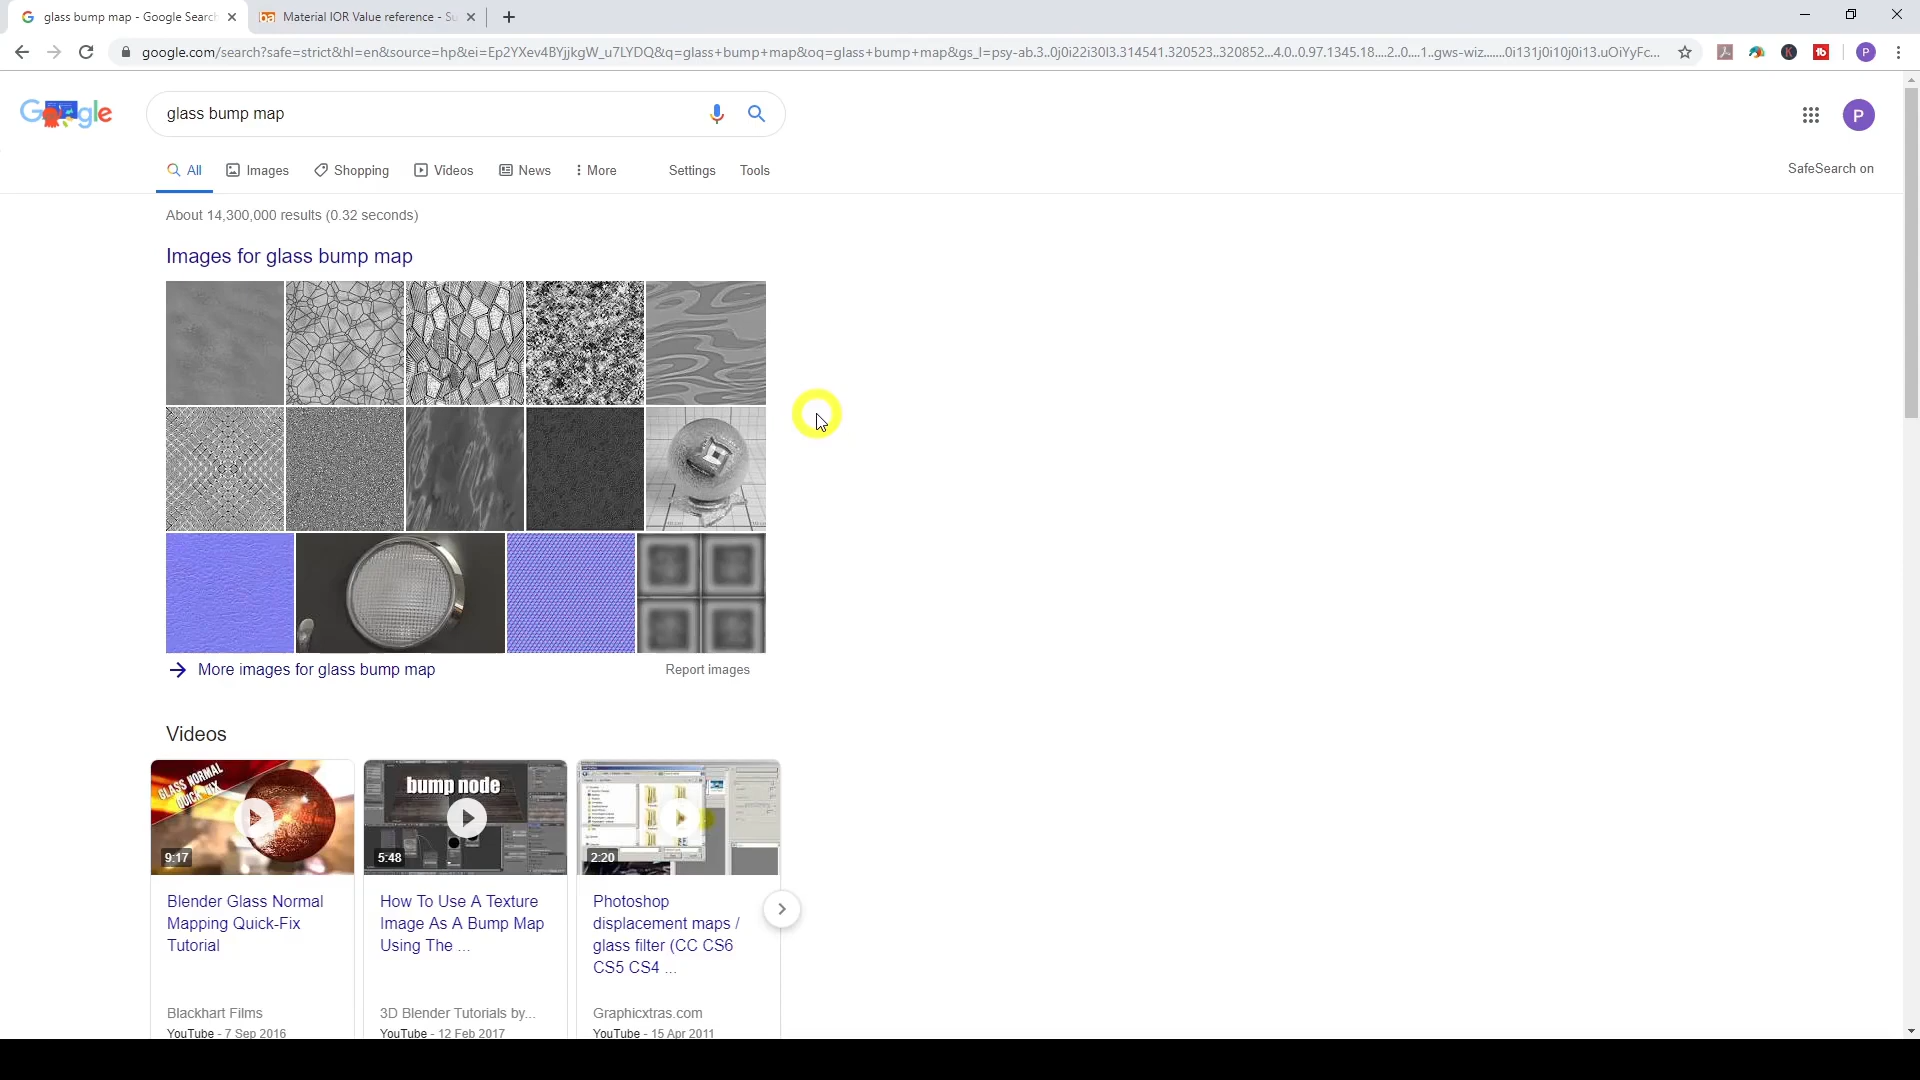 glass bump map - Google Search
Material IOR Value reference - Su
google.com/search?safe=strict&hl=en&source=hp&ei=Ep2YXev4BYjjkgW_u7LYDQ&q=glass+bump+map&oq=glass+bump+map&gs_l=psy-ab.3..0j0i22i30l3.314541.320523..320852...4.0..0.97.1345.18....2..0....1..gws-wiz.......0i131j0i10j0i13.uOiYyFc...
P
Google
glass bump map
P
All
Images
Shopping
Videos
News
More
Settings
Tools
SafeSearch on
About 14,300,000 results (0.32 seconds)
Images for glass bump map
More images for glass bump map
Report images
Videos
GLASS NORMAL
QUICK FIX
9:17
bump node
5:48
2:20
Blender Glass Normal
Mapping Quick-Fix
Tutorial
How To Use A Texture
Image As A Bump Map
Using The ...
Photoshop
displacement maps /
glass filter (CC CS6
CS5 CS4 ...
Blackhart Films
YouTube - 7 Sep 2016
3D Blender Tutorials by...
YouTube - 12 Feb 2017
Graphicxtras.com
YouTube - 15 Apr 2011